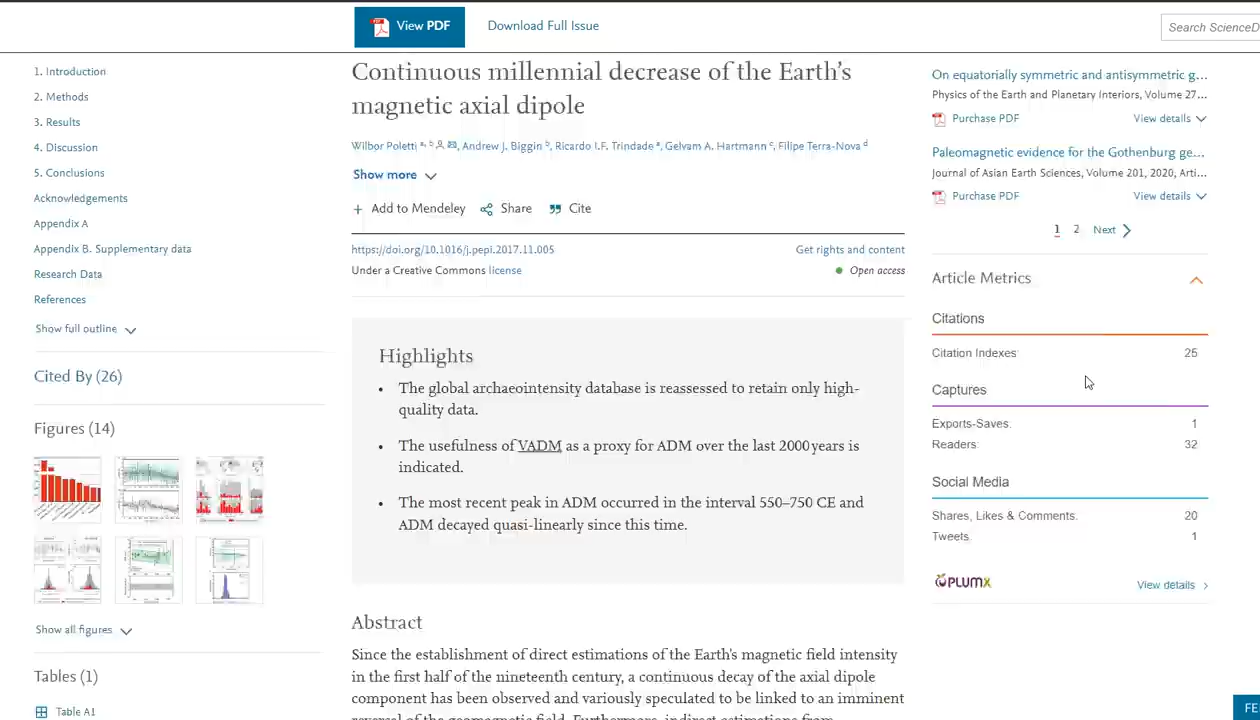 View PDF
Download Full Issue
Search ScienceD
1. Introduction
2. Methods
3. Results
4. Discussion
5. Conclusions
Acknowledgements
Appendix A
Appendix B. Supplementary data
Research Data
References
Show full outline
Cited By (26)
Figures (14)
Show all figures
Tables (1)
Table A1
Continuous millennial decrease of the Earth's
magnetic axial dipole
Wilbor Poletti a, b, Andrew J. Biggin b, Ricardo I.F. Trindade a, Gelvam A. Hartmann c, Filipe Terra-Nova d
Show more
+ Add to Mendeley Share Cite
https://doi.org/10.1016/j.pepi.2017.11.005
Get rights and content
Under a Creative Commons license
Open access
Highlights
• The global archaeointensity database is reassessed to retain only high-
quality data.
• The usefulness of VADM as a proxy for ADM over the last 2000 years is
indicated.
• The most recent peak in ADM occurred in the interval 550–750 CE and
ADM decayed quasi-linearly since this time.
Abstract
Since the establishment of direct estimations of the Earth's magnetic field intensity
in the first half of the nineteenth century, a continuous decay of the axial dipole
component has been observed and variously speculated to be linked to an imminent
reversal of the geomagnetic field. Furthermore, indirect estimations from
On equatorially symmetric and antisymmetric g...
Physics of the Earth and Planetary Interiors, Volume 27...
Purchase PDF View details
Paleomagnetic evidence for the Gothenburg ge...
Journal of Asian Earth Sciences, Volume 201, 2020, Arti...
Purchase PDF View details
1 2 Next
Article Metrics
Citations
Citation Indexes: 25
Captures
Exports-Saves: 1
Readers: 32
Social Media
Shares, Likes & Comments: 20
Tweets: 1
PLUMX
View details
FE